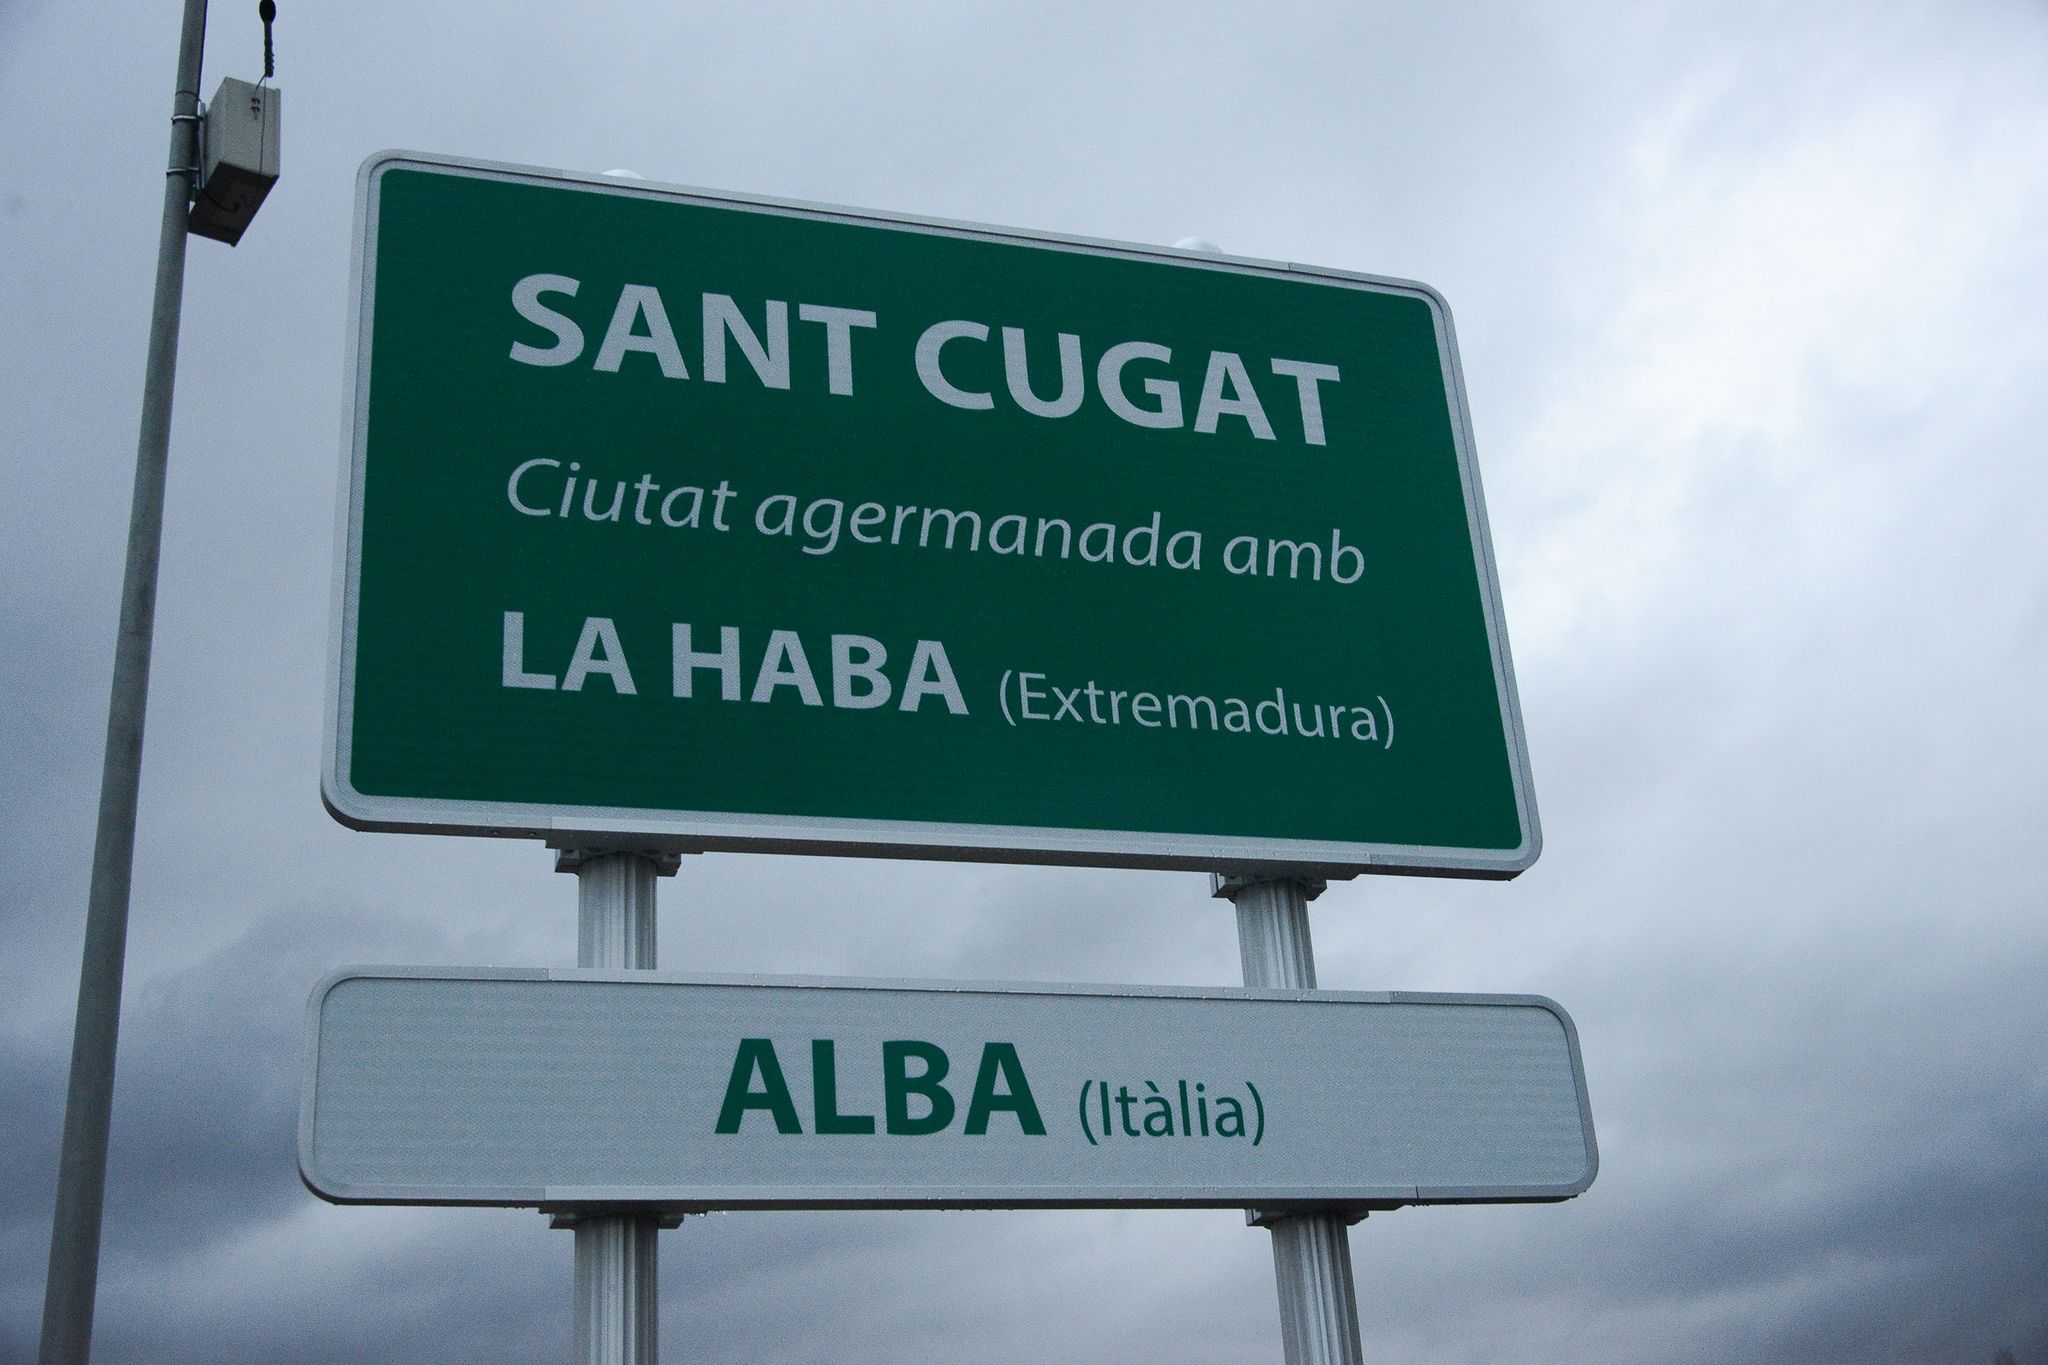 SANT CUGAT
Ciutat agermanada amb
LA HABA (Extremadura)
ALBA (Itàlia)